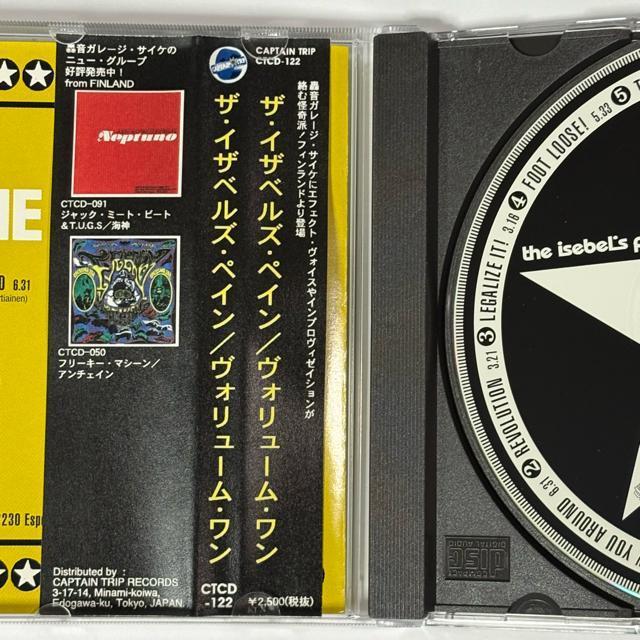 轟音ガレージ・サイケの
ニュー・グループ
好評発売中！
from FINLAND
Neptuno
CTCD-091
ジャック・ミート・ビート
& T.U.G.S／海神
CTCD-050
フリーキー・マシーン／
アンチェイン
Distributed by :
CAPTAIN TRIP RECORDS
3-17-14, Minami-koiwa,
Edogawa-ku, Tokyo, JAPAN.
ザ・イザベルズ・ペイン／ヴォリューム・ワン
CTCD
-122
CAPTAIN TRIP
CTCD-122
轟音ガレージ・サイケにエフェクト・ヴォイスやインプロヴィゼイションが
絡む怪奇派！フィンランドより登場
ザ・イザベルズ・ペイン／ヴォリューム・ワン
¥2,500(税抜)
6.31
rtiainen)
230 Espo
the isebel's
YOU AROUND 6.31
2 REVOLUTION 3.21
3 LEGALIZE IT! 3.16
4 FOOT LOOSE! 5.33
5
COMPACT
disc
DIGITAL AUDIO